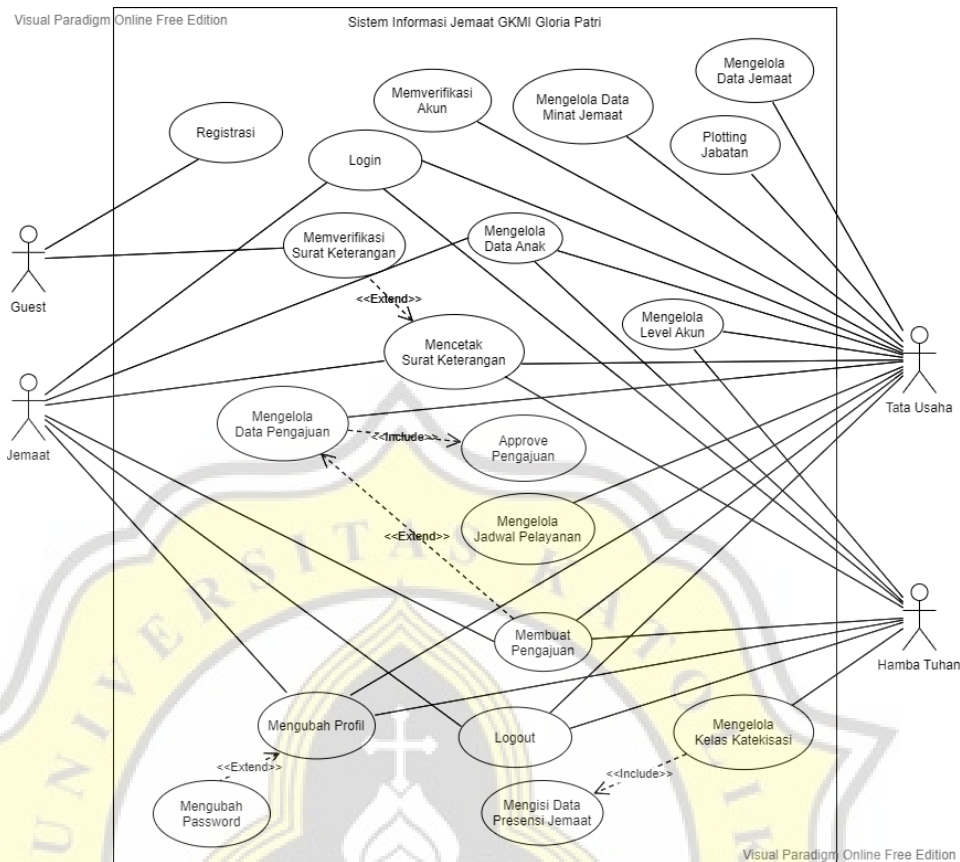 Visual Paradigm Online Free Edition
Sistem Informasi Jemaat GKMI Gloria Patri
Mengelola
Data Jemaat
Memverifikasi
Akun
Mengelola Data
Minat Jemaat
Registrasi
Plotting
Jabatan
Login
Memverifikasi
Surat Keterangan
Mengelola
Data Anak
Guest
<<Extend>>
Mengelola
Level Akun
Mencetak
Surat Keterangan
Tata Usaha
Jemaat
Mengelola
Data Pengajuan
<<Include>>
Approve
Pengajuan
Mengelola
Jadwal Pelayanan
<<Extend>>
Membuat
Pengajuan
Hamba Tuhan
Mengubah Profil
Logout
Mengelola
Kelas Katekisasi
<<Extend>>
<<Include>>
Mengubah
Password
Mengisi Data
Presensi Jemaat
UNIVERSITAS KATOLIK
Visual Paradigm Online Free Edition